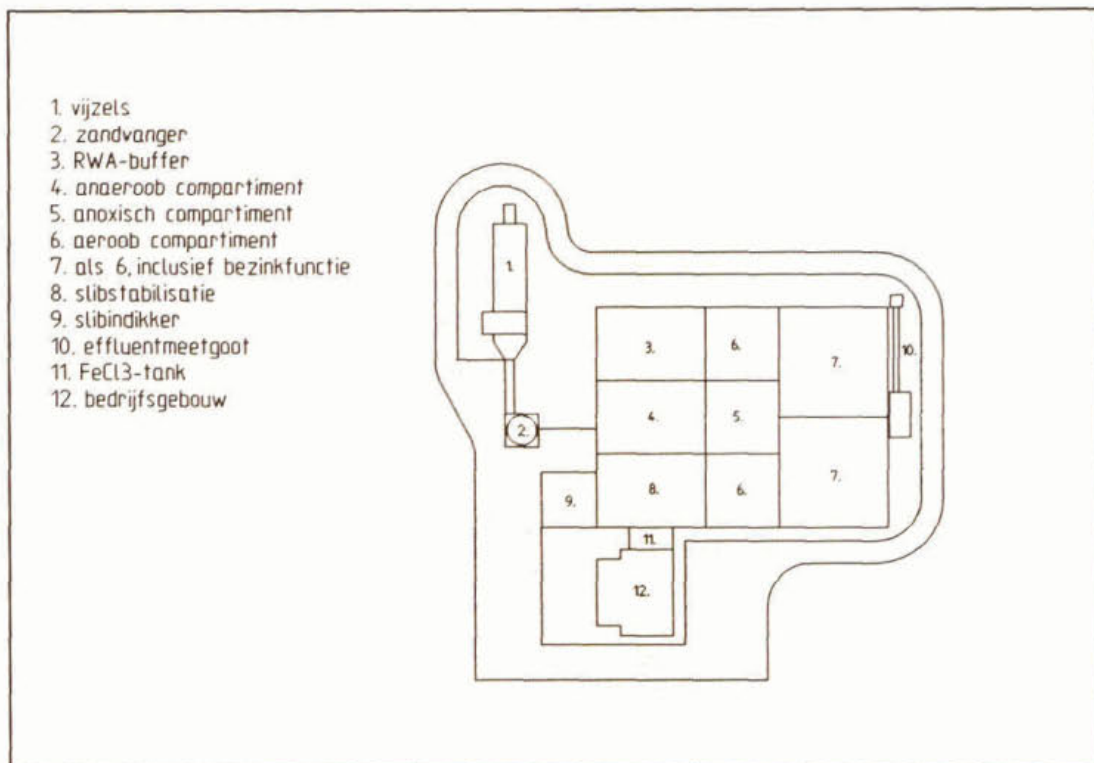 1. vijzels
2. zandvanger
3. RWA-buffer
4. anaeroob compartiment
5. anoxisch compartiment
6. aeroob compartiment
7. als 6, inclusief bezinkfunctie
8. slibstabilisatie
9. slibindikker
10. effluentmeetgoot
11. FeCl3-tank
12. bedrijfsgebouw
1.
3.
6.
7.
10.
4.
5.
2.
7.
9.
8.
6.
11.
12.